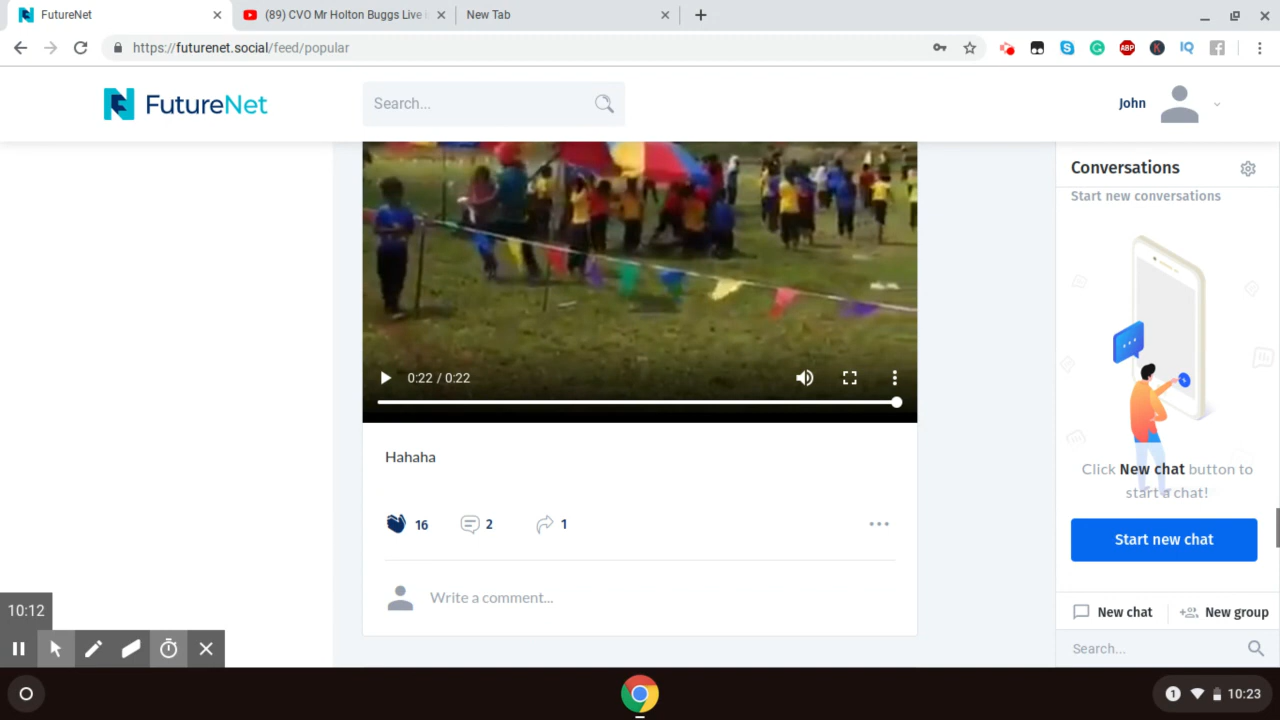 FutureNet
(89) CVO Mr Holton Buggs Live i
New Tab
https://futurenet.social/feed/popular
ABP
K
IQ
FutureNet
Search...
John
Conversations
Start new conversations
0:22 / 0:22
Hahaha
16
2
1
Write a comment...
Click New chat button to
start a chat!
Start new chat
New chat
New group
Search...
10:12
1
10:23